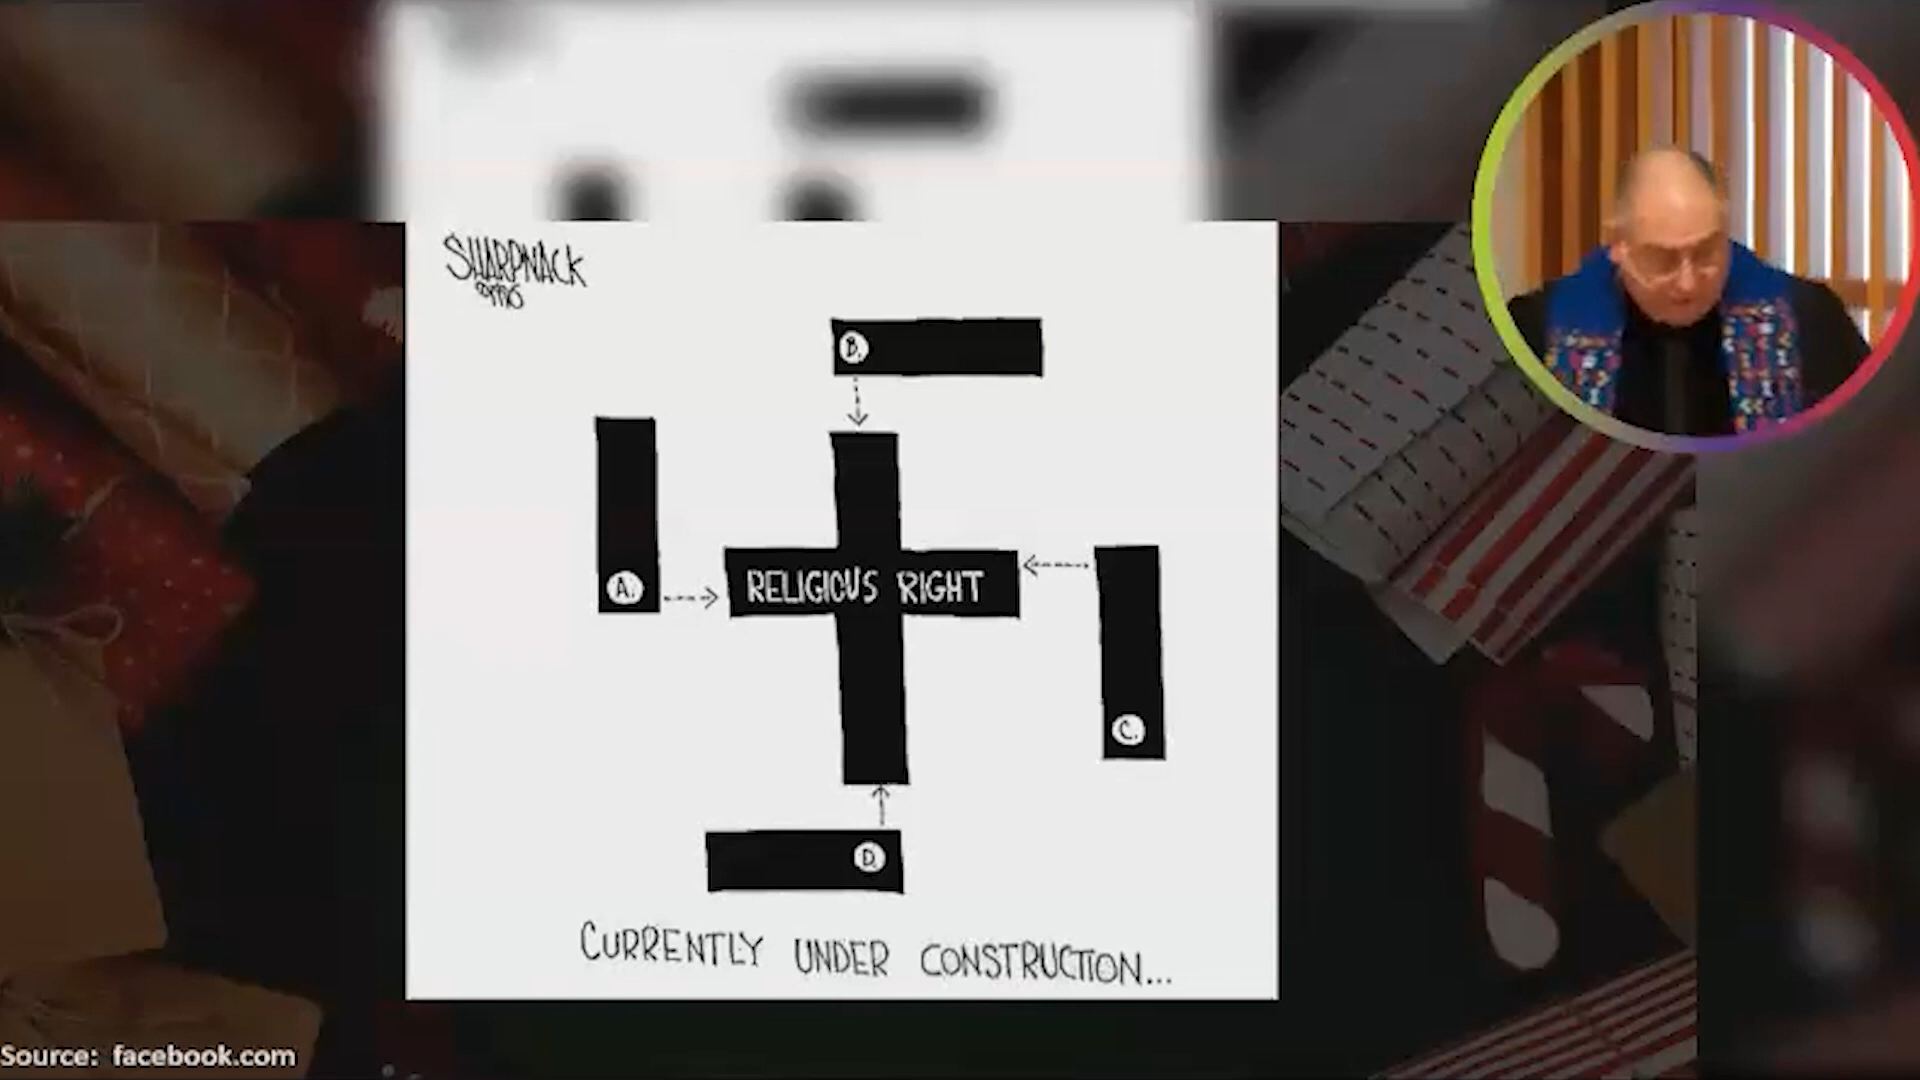 SHARPNACK
B.
A.
RELIGIOUS RIGHT
C.
D.
CURRENTLY UNDER CONSTRUCTION...
Source: facebook.com